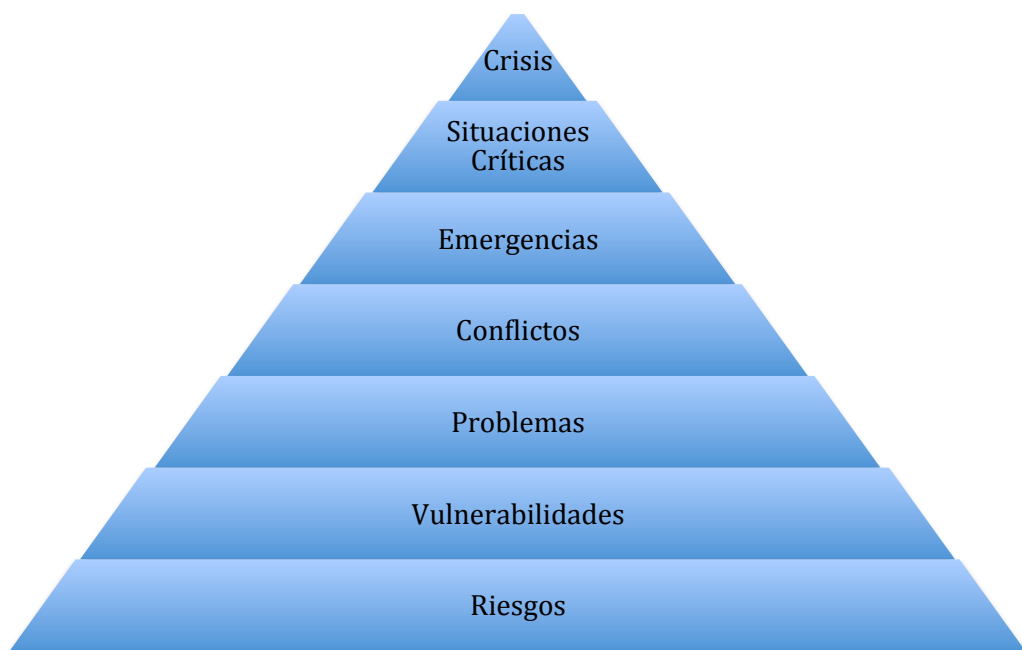 Crisis
Situaciones
Críticas
Emergencias
Conflictos
Problemas
Vulnerabilidades
Riesgos